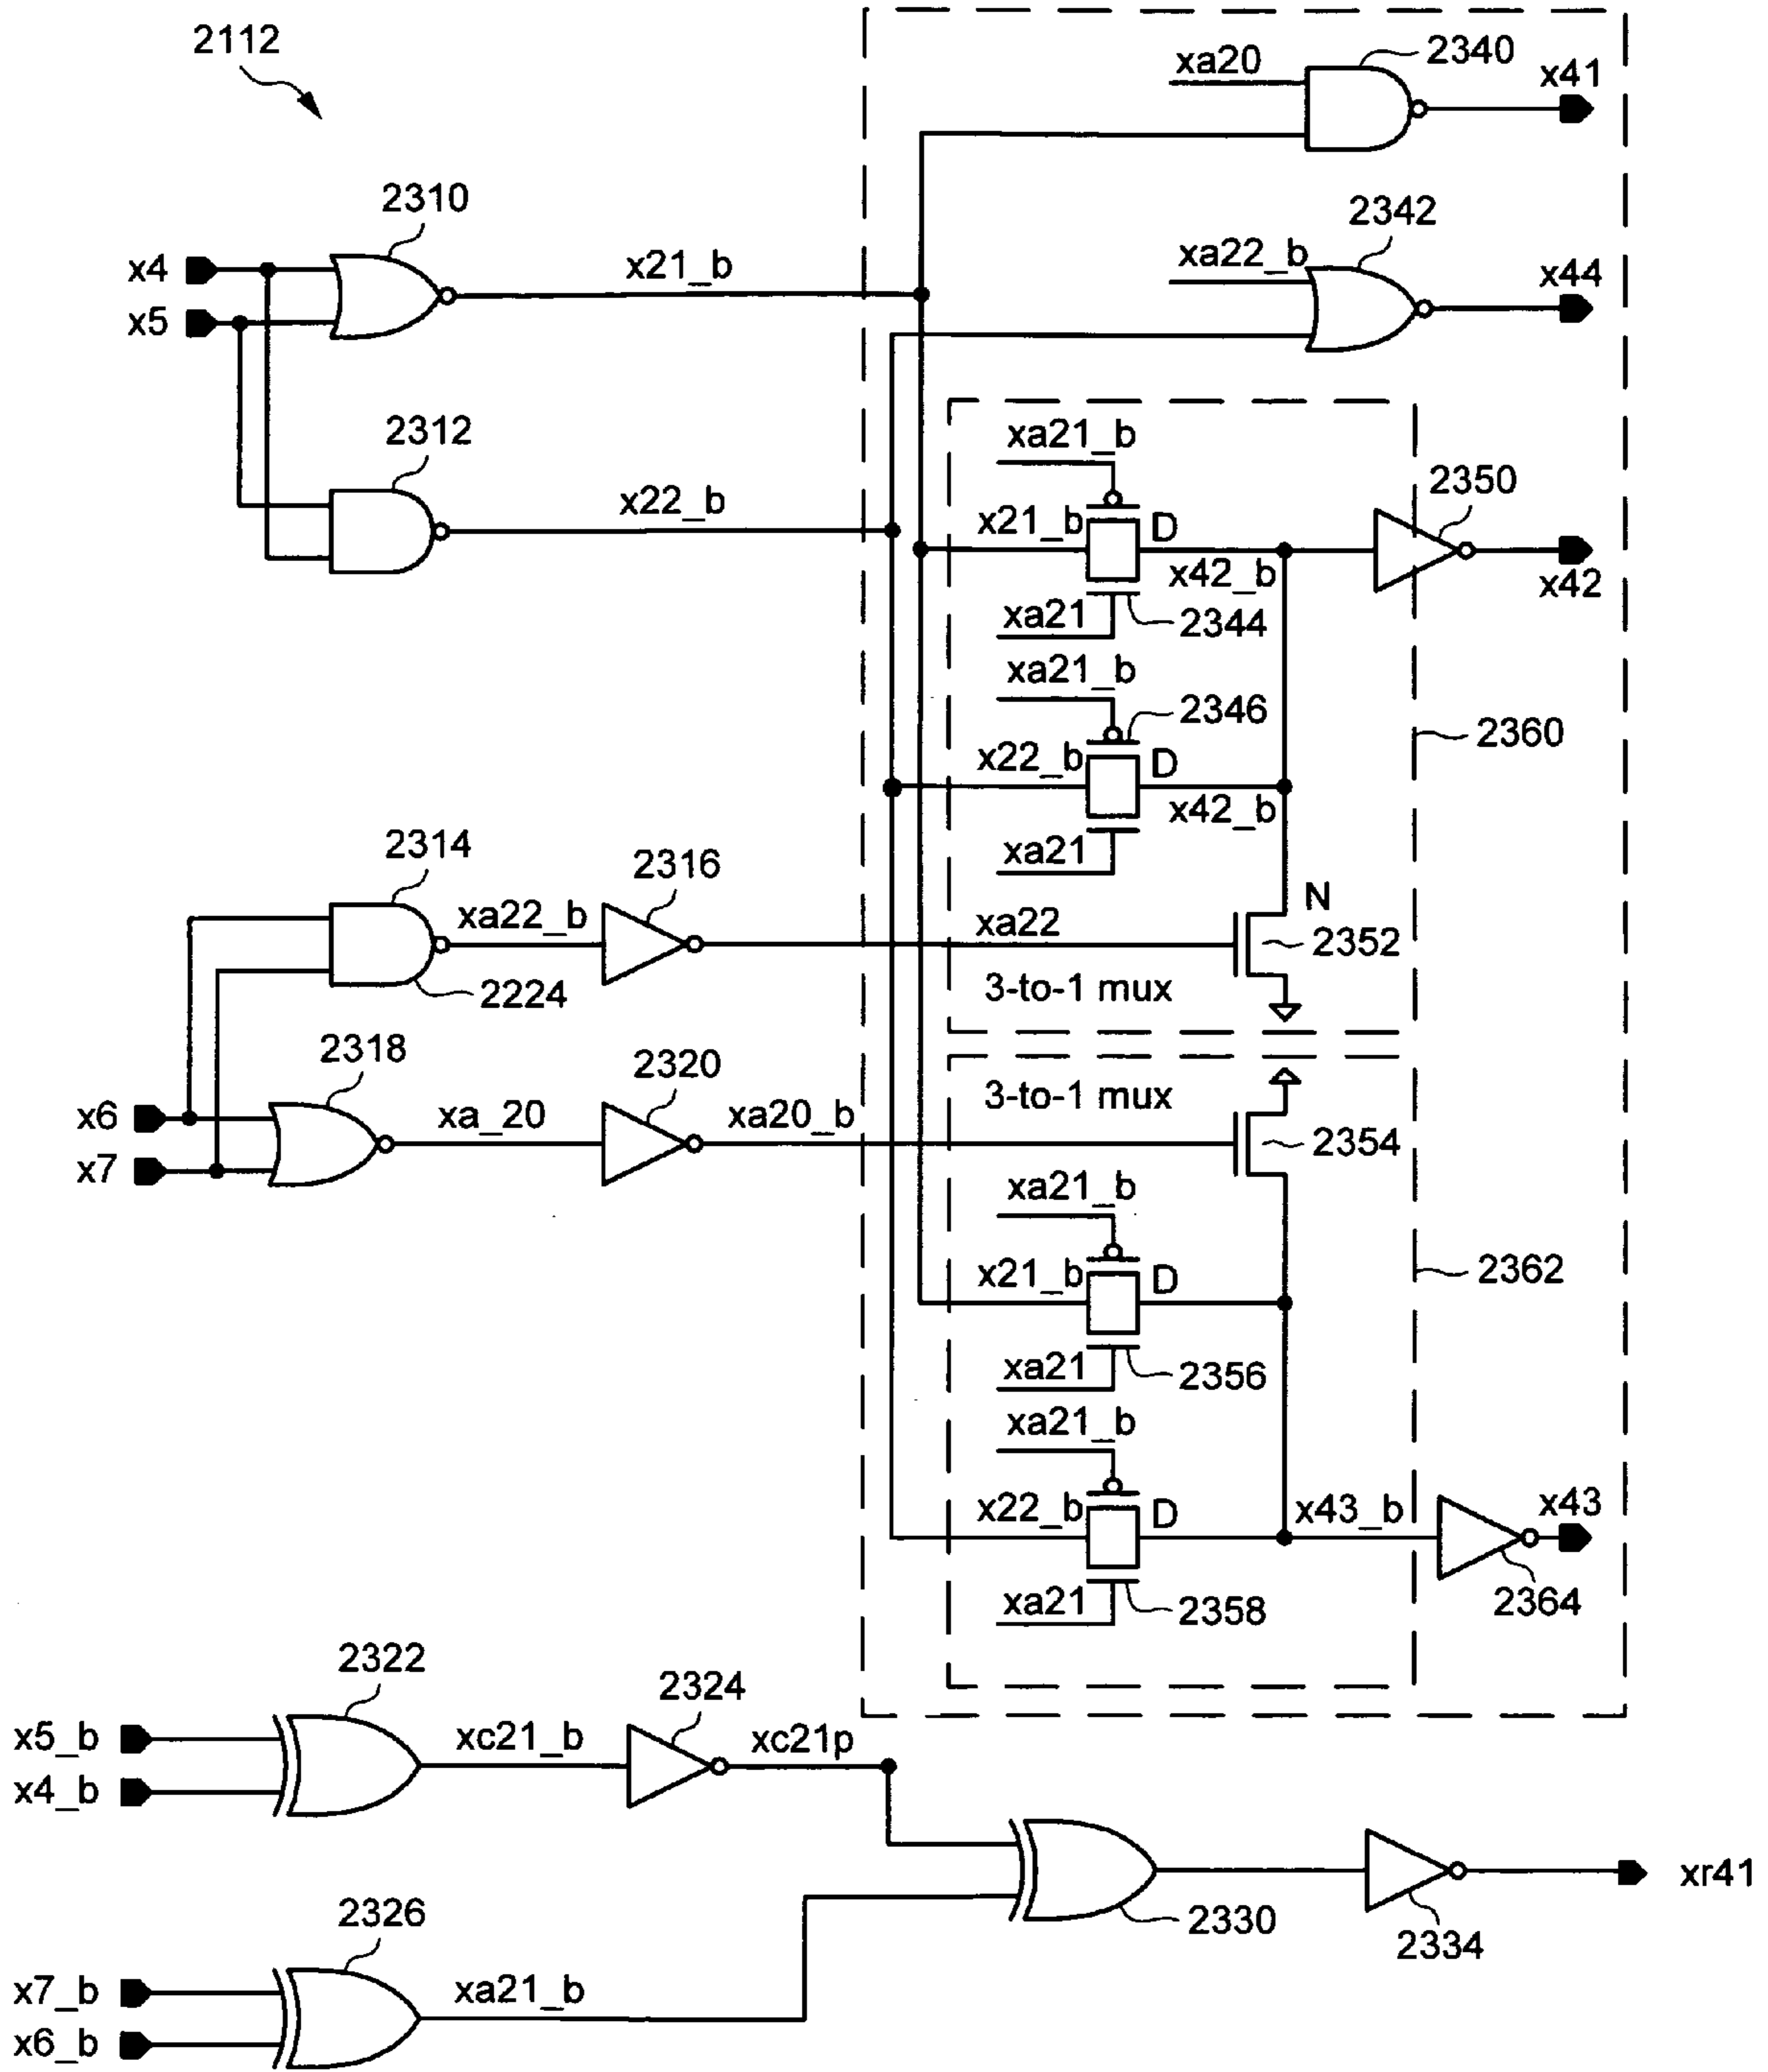 2112
xa20
2340
x41
2310
2342
x4
x21_b
xa22_b
x44
x5
2312
xa21_b
2350
x22_b
x21_b
D
x42_b
x42
xa21
2344
xa21_b
2346
2360
x22_b
D
x42_b
xa21
2314
2316
xa22_b
xa22
N
2352
2224
3-to-1 mux
2318
2320
3-to-1 mux
x6
xa_20
xa20_b
2354
x7
xa21_b
2362
x21_b
D
xa21
2356
xa21_b
x22_b
D
x43_b
x43
xa21
2358
2364
2322
2324
x5_b
xc21_b
xc21p
x4_b
xr41
2326
2330
2334
x7_b
xa21_b
x6_b